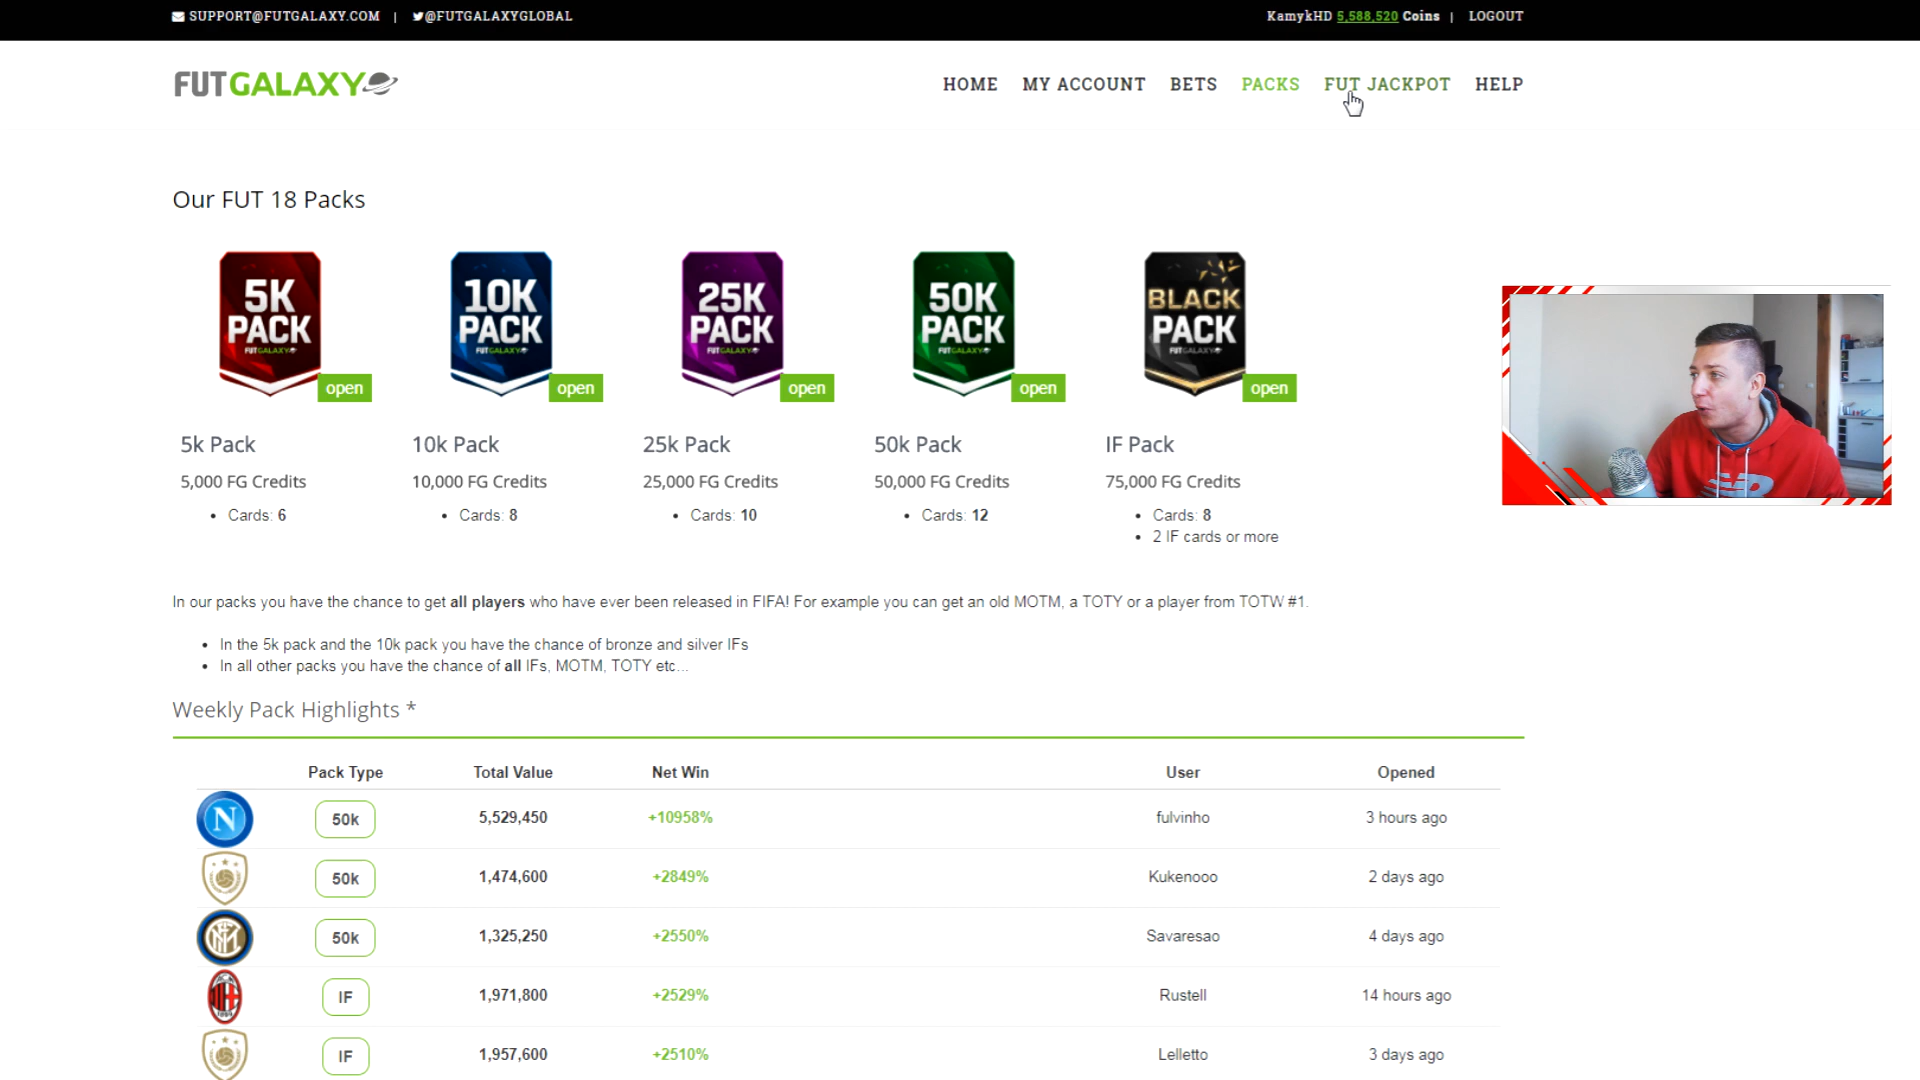 SUPPORT@FUTGALAXY.COM | @FUTGALAXYGLOBAL
KamykHD 5,588,520 Coins | LOGOUT
FUTGALAXY
HOME MY ACCOUNT BETS PACKS FUT JACKPOT HELP
Our FUT 18 Packs
5K PACK FUTGALAXY
open
10K PACK FUTGALAXY
open
25K PACK FUTGALAXY
open
50K PACK FUTGALAXY
open
BLACK PACK FUTGALAXY
open
5k Pack
5,000 FG Credits
• Cards: 6
10k Pack
10,000 FG Credits
• Cards: 8
25k Pack
25,000 FG Credits
• Cards: 10
50k Pack
50,000 FG Credits
• Cards: 12
IF Pack
75,000 FG Credits
• Cards: 8
• 2 IF cards or more
In our packs you have the chance to get all players who have ever been released in FIFA! For example you can get an old MOTM, a TOTY or a player from TOTW #1.
• In the 5k pack and the 10k pack you have the chance of bronze and silver IFs
• In all other packs you have the chance of all IFs, MOTM, TOTY etc...
Weekly Pack Highlights *
Pack Type Total Value Net Win User Opened
N 50k 5,529,450 +10958% fulvinho 3 hours ago
50k 1,474,600 +2849% Kukenooo 2 days ago
50k 1,325,250 +2550% Savaresao 4 days ago
IF 1,971,800 +2529% Rustell 14 hours ago
IF 1,957,600 +2510% Lelletto 3 days ago